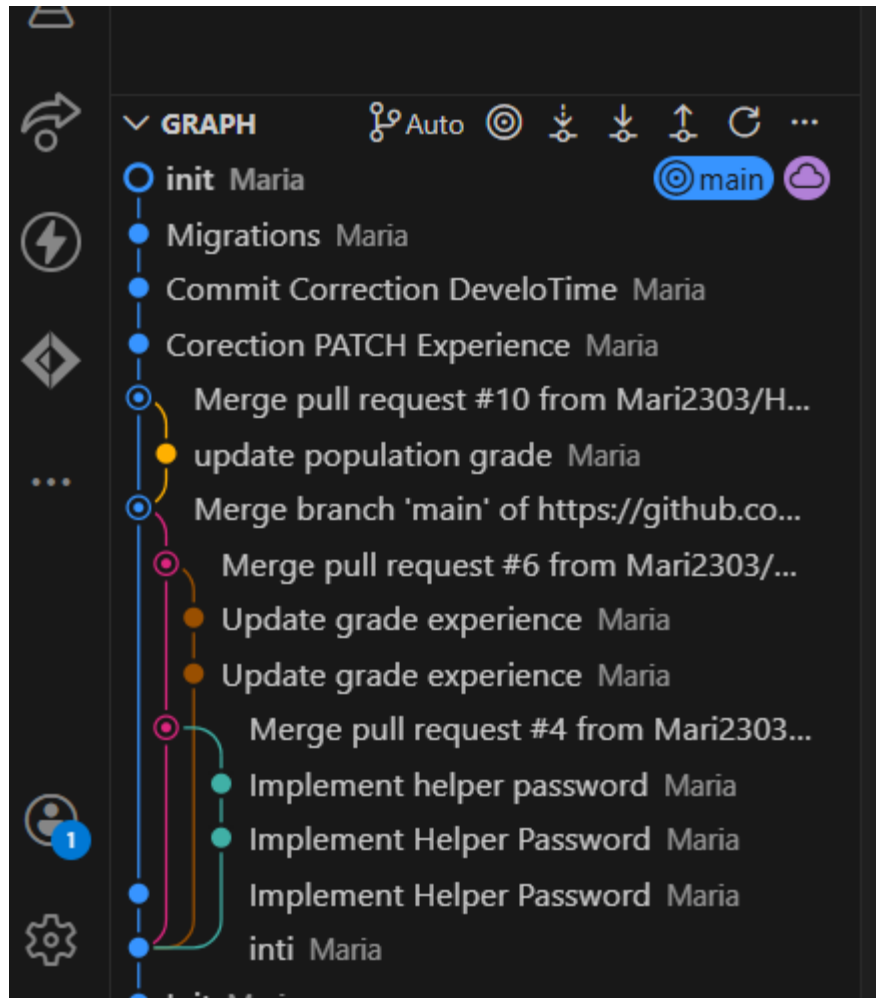 GRAPH Auto ...
init Maria main
Migrations Maria
Commit Correction DeveloTime Maria
Corection PATCH Experience Maria
Merge pull request #10 from Mari2303/H...
update population grade Maria
Merge branch 'main' of https://github.co...
Merge pull request #6 from Mari2303/...
Update grade experience Maria
Update grade experience Maria
Merge pull request #4 from Mari2303...
Implement helper password Maria
Implement Helper Password Maria
1
Implement Helper Password Maria
inti Maria